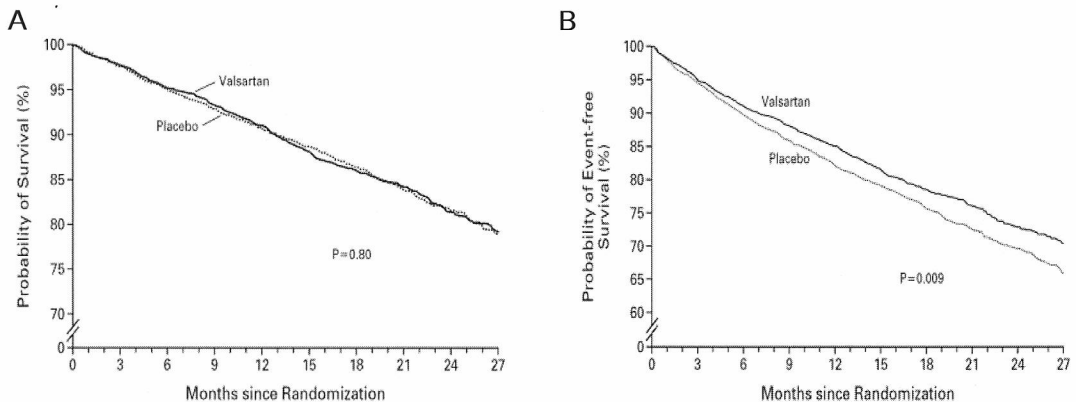 A
Probability of Survival (%)
100
95
90
85
80
75
70
0
Valsartan
Placebo
P=0.80
0 3 6 9 12 15 18 21 24 27
Months since Randomization
B
Probability of Event-free
Survival (%)
100
95
90
85
80
75
70
65
60
0
Valsartan
Placebo
P=0.009
0 3 6 9 12 15 18 21 24 27
Months since Randomization